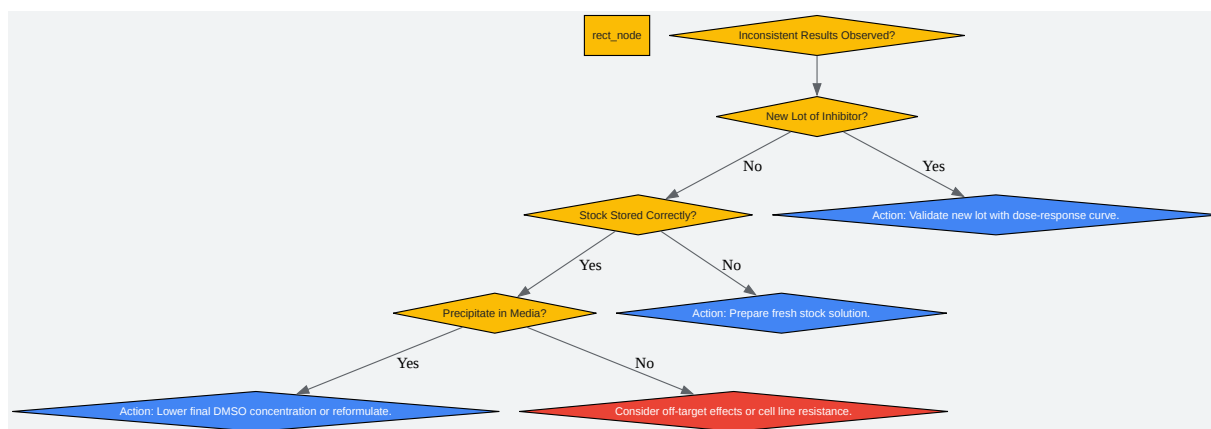 rect_node
Inconsistent Results Observed?
New Lot of Inhibitor?
No
Yes
Stock Stored Correctly?
Action: Validate new lot with dose-response curve.
Yes
No
Precipitate in Media?
Action: Prepare fresh stock solution.
Yes
No
Action: Lower final DMSO concentration or reformulate.
Consider off-target effects or cell line resistance.